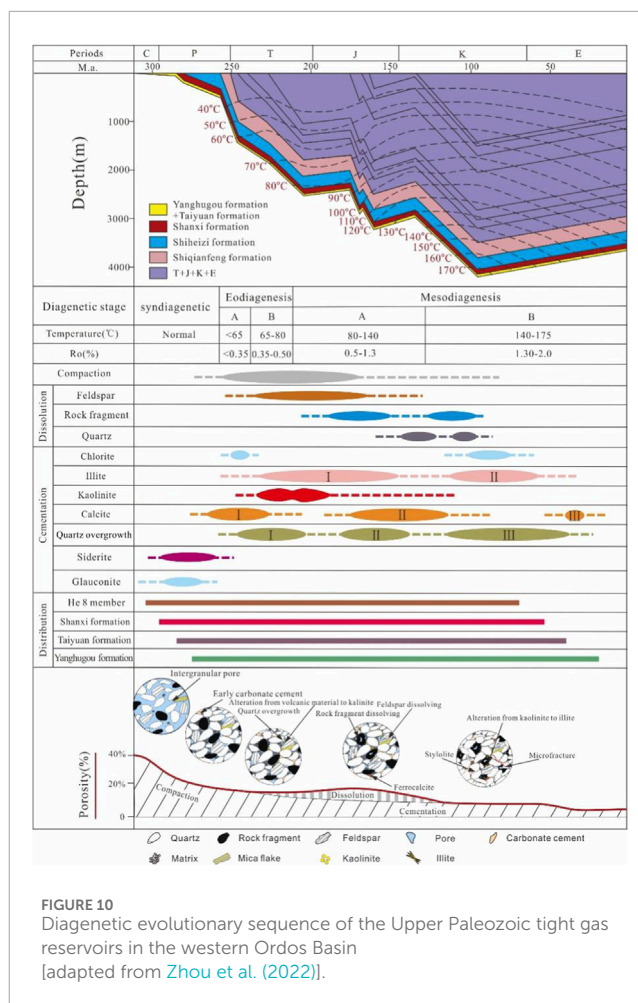 Periods C P T J K E
M.a. 300 250 200 150 100 50
Depth(m)
1000
2000
3000
4000
40°C
50°C
60°C
70°C
80°C
90°C
100°C
110°C
120°C
130°C
140°C
150°C
160°C
170°C
Yanghugou formation
+Taiyuan formation
Shanxi formation
Shiheizi formation
Shiqianfeng formation
T+J+K+E
Diagenetic stage syndiagenetic Eodiagenesis Mesodiagenesis
A B A B
Temperature(℃) Normal <65 65-80 80-140 140-175
Ro(%) <0.35 0.35-0.50 0.5-1.3 1.30-2.0
Compaction
Dissolution
Feldspar
Rock fragment
Quartz
Cementation
Chlorite
Illite I II
Kaolinite
Calcite I II III
Quartz overgrowth I II III
Siderite
Glauconite
Distribution
He 8 member
Shanxi formation
Taiyuan formation
Yanghugou formation
Intergranular pore
Early carbonate cement
Alteration from volcanic material to kalinite
Quartz overgrowth
Feldspar dissolving
Rock fragment dissolving
Alteration from kaolinite to illite
Stylolite
Microfracture
Porosity(%)
40%
20%
0
Compaction
Dissolution
Ferrocalcite
Cementation
Quartz Rock fragment Feldspar Pore Carbonate cement
Matrix Mica flake Kaolinite Illite
FIGURE 10
Diagenetic evolutionary sequence of the Upper Paleozoic tight gas
reservoirs in the western Ordos Basin
[adapted from Zhou et al. (2022)].